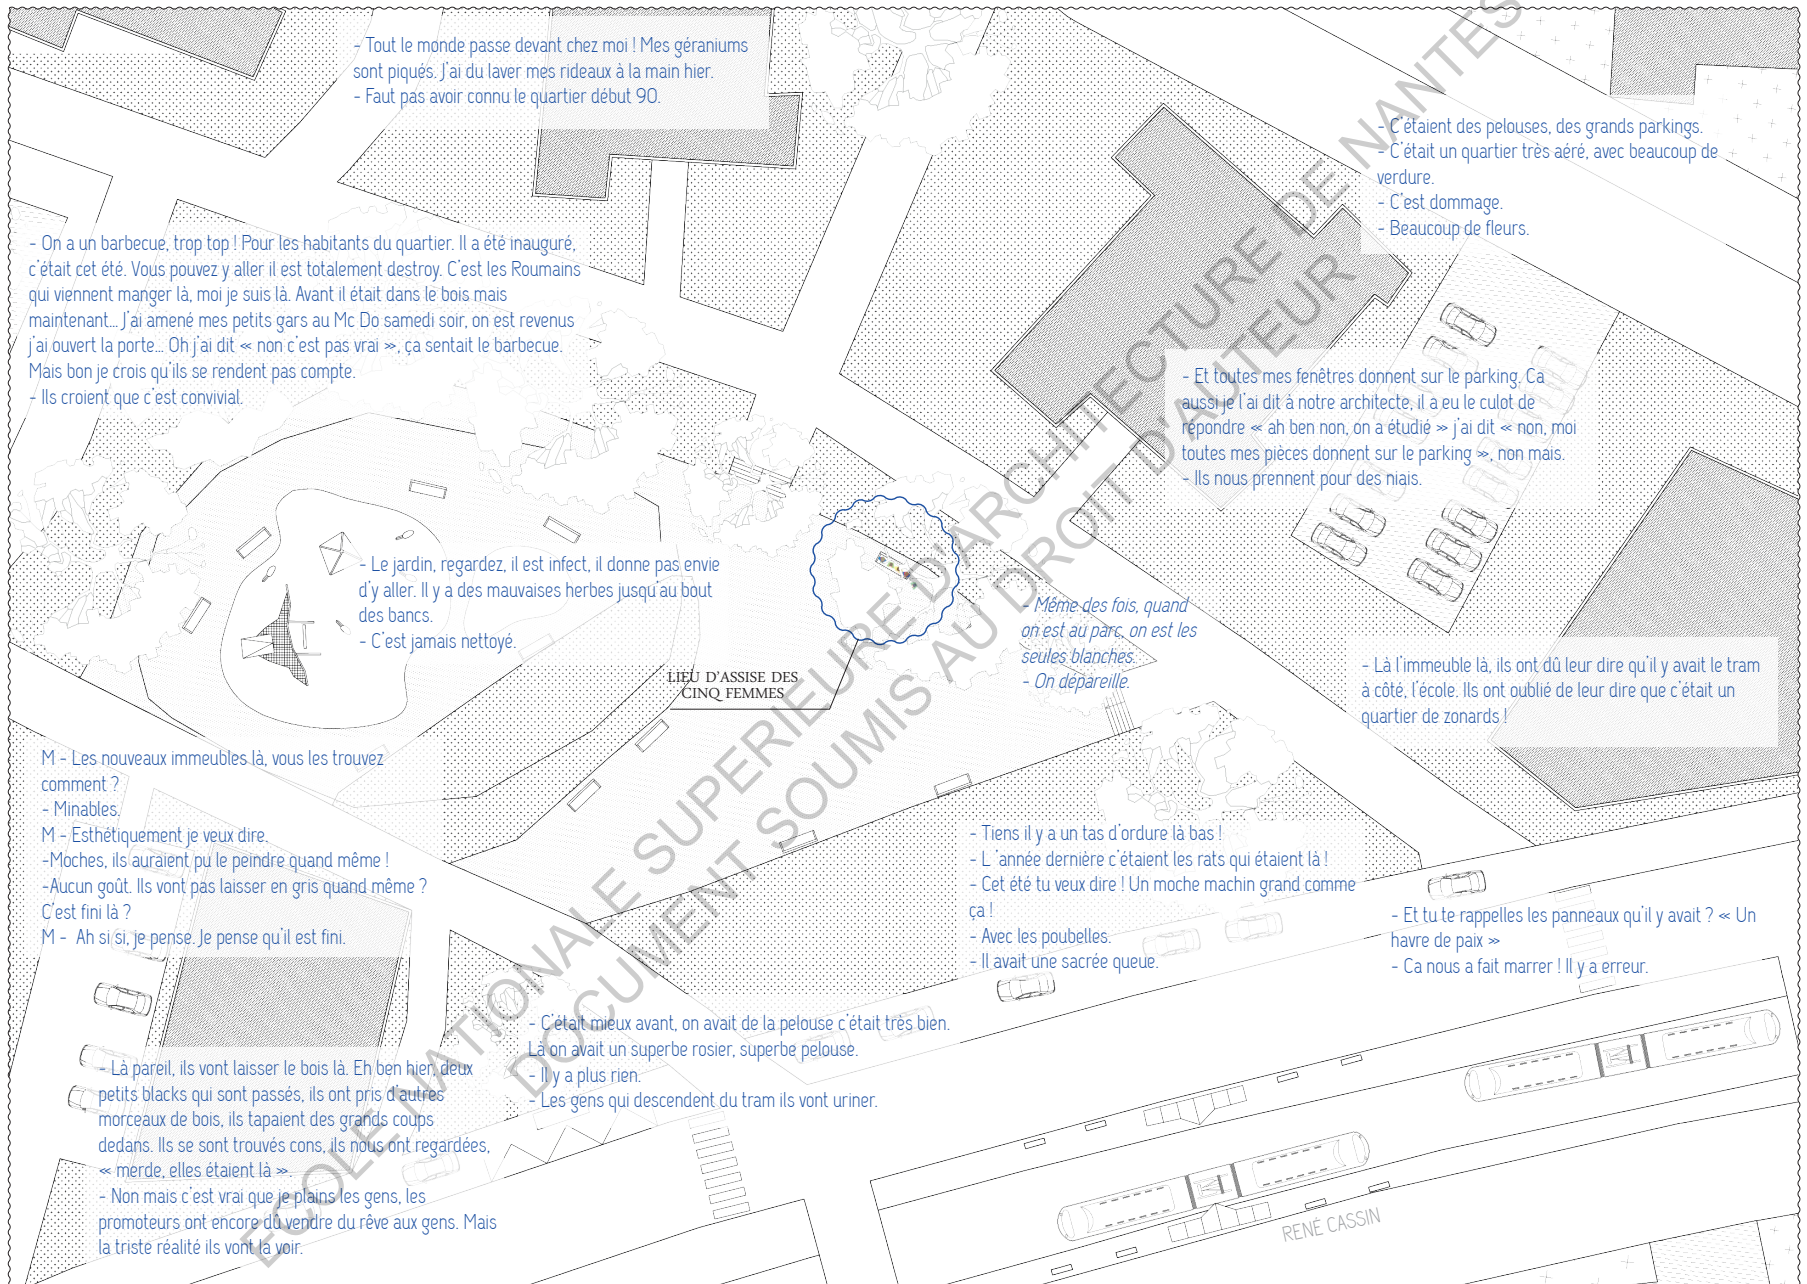 - Tout le monde passe devant chez moi ! Mes géraniums
sont piqués. J'ai du laver mes rideaux à la main hier.
- Faut pas avoir connu le quartier début 90.
- C'étaient des pelouses, des grands parkings.
- C'était un quartier très aéré, avec beaucoup de
verdure.
- C'est dommage.
- Beaucoup de fleurs.
- On a un barbecue, trop top ! Pour les habitants du quartier. Il a été inauguré,
c'était cet été. Vous pouvez y aller il est totalement destroy. C'est les Roumains
qui viennent manger là, moi je suis là. Avant il était dans le bois mais
maintenant... J'ai amené mes petits gars au Mc Do samedi soir, on est revenus
j'ai ouvert la porte... Oh j'ai dit « non c'est pas vrai », ça sentait le barbecue.
Mais bon je crois qu'ils se rendent pas compte.
- Ils croient que c'est convivial.
- Et toutes mes fenêtres donnent sur le parking. Ca
aussi je l'ai dit à notre architecte, il a eu le culot de
répondre « ah ben non, on a étudié » j'ai dit « non, moi
toutes mes pièces donnent sur le parking », non mais.
- Ils nous prennent pour des niais.
- Le jardin, regardez, il est infect, il donne pas envie
d'y aller. Il y a des mauvaises herbes jusqu'au bout
des bancs.
- C'est jamais nettoyé.
- Même des fois, quand
on est au parc, on est les
seules blanches.
- On dépareille.
LIEU D'ASSISE DES
CINQ FEMMES
- Là l'immeuble là, ils ont dû leur dire qu'il y avait le tram
à côté, l'école. Ils ont oublié de leur dire que c'était un
quartier de zonards !
M - Les nouveaux immeubles là, vous les trouvez
comment ?
- Minables.
M - Esthétiquement je veux dire.
-Moches, ils auraient pu le peindre quand même !
-Aucun goût. Ils vont pas laisser en gris quand même ?
C'est fini là ?
M -  Ah si si, je pense. Je pense qu'il est fini.
- Tiens il y a un tas d'ordure là bas !
- L 'année dernière c'étaient les rats qui étaient là !
- Cet été tu veux dire ! Un moche machin grand comme
ça !
- Avec les poubelles.
- Il avait une sacrée queue.
- Et tu te rappelles les panneaux qu'il y avait ? « Un
havre de paix »
- Ca nous a fait marrer ! Il y a erreur.
- C'était mieux avant, on avait de la pelouse c'était très bien.
Là on avait un superbe rosier, superbe pelouse.
- Il y a plus rien.
- Les gens qui descendent du tram ils vont uriner.
- Là pareil, ils vont laisser le bois là. Eh ben hier, deux
petits blacks qui sont passés, ils ont pris d'autres
morceaux de bois, ils tapaient des grands coups
dedans. Ils se sont trouvés cons, ils nous ont regardées,
« merde, elles étaient là ».
- Non mais c'est vrai que je plains les gens, les
promoteurs ont encore dû vendre du rêve aux gens. Mais
la triste réalité ils vont la voir.
RENÉ CASSIN
ECOLE NATIONALE SUPERIEURE D'ARCHITECTURE DE NANTES
DOCUMENT SOUMIS AU DROIT D'AUTEUR